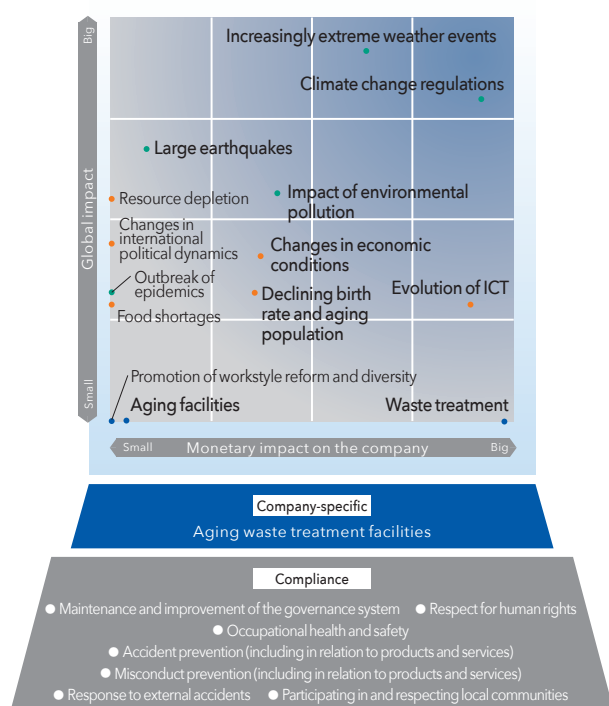 Big
Increasingly extreme weather events
Climate change regulations
Large earthquakes
Resource depletion
Impact of environmental
pollution
Changes in
international
political dynamics
Changes in economic
conditions
Outbreak of
epidemics
Declining birth
rate and aging
population
Evolution of ICT
Food shortages
Global impact
Promotion of workstyle reform and diversity
Aging facilities
Waste treatment
Small
Small
Monetary impact on the company
Big
Company-specific
Aging waste treatment facilities
Compliance
Maintenance and improvement of the governance system
Respect for human rights
Occupational health and safety
Accident prevention (including in relation to products and services)
Misconduct prevention (including in relation to products and services)
Response to external accidents
Participating in and respecting local communities